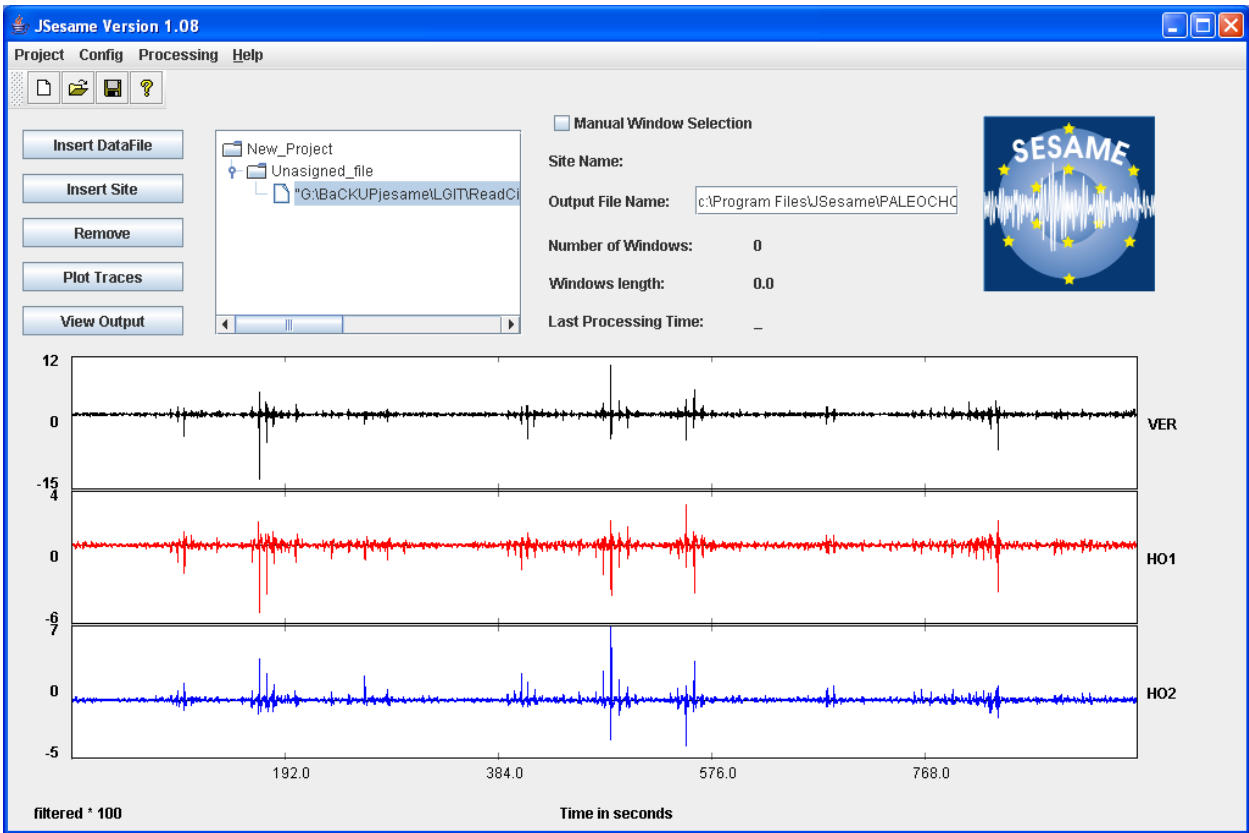 JSesame Version 1.08
Project Config Processing Help
Insert DataFile
Insert Site
Remove
Plot Traces
View Output
New_Project
Unasigned_file
"G:\BaCKUPjesame\LGIT\ReadCi
Manual Window Selection
Site Name:
Output File Name: c:\Program Files\JSesame\PALEOCHO
Number of Windows: 0
Windows length: 0.0
Last Processing Time: _
SESAME
12
0
-15
VER
4
0
-6
HO1
7
0
-5
HO2
192.0 384.0 576.0 768.0
filtered * 100 Time in seconds